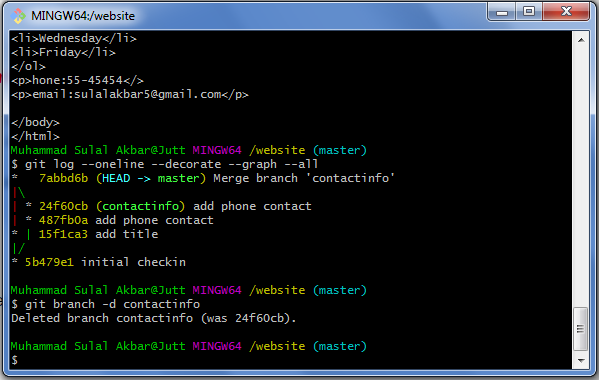 MINGW64:/website
<li>Wednesday</li>
<li>Friday</li>
</ol>
<p>hone:55-45454</>
<p>email:sulalakbar5@gmail.com</p>
</body>
</html>
Muhammad Sulal Akbar@Jutt MINGW64 /website (master)
$ git log --oneline --decorate --graph --all
*   7abbd6b (HEAD -> master) Merge branch 'contactinfo'
|\
| * 24f60cb (contactinfo) add phone contact
| * 487fb0a add phone contact
* | 15f1ca3 add title
|/
* 5b479e1 initial checkin
Muhammad Sulal Akbar@Jutt MINGW64 /website (master)
$ git branch -d contactinfo
Deleted branch contactinfo (was 24f60cb).
Muhammad Sulal Akbar@Jutt MINGW64 /website (master)
$